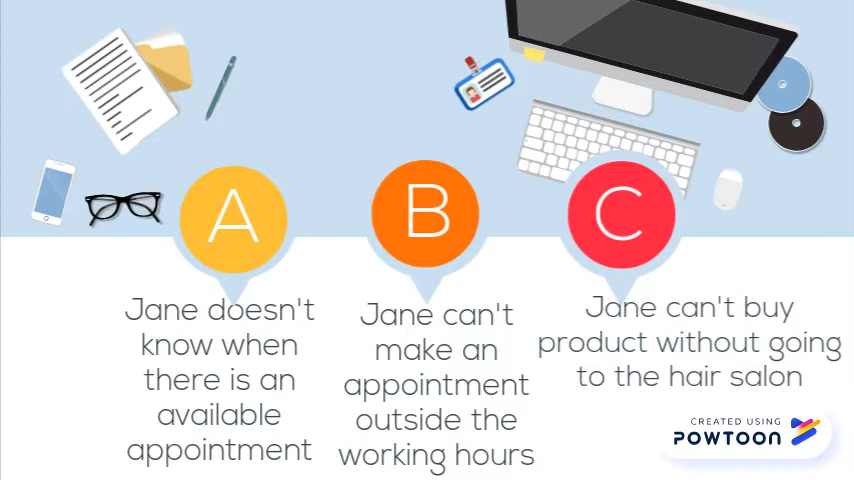 A
Jane doesn't
know when
there is an
available
appointment
B
Jane can't
make an
appointment
outside the
working hours
C
Jane can't buy
product without going
to the hair salon
CREATED USING
POWTOON